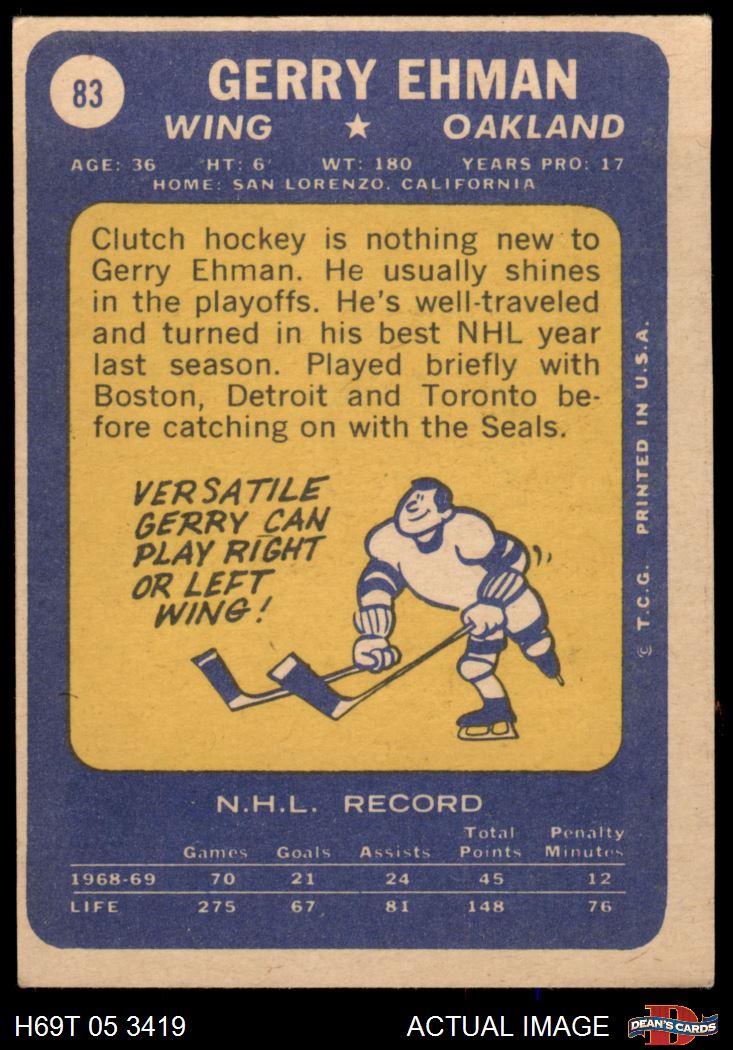 83
GERRY EHMAN
WING ★ OAKLAND
AGE: 36 HT: 6' WT: 180 YEARS PRO: 17
HOME: SAN LORENZO, CALIFORNIA
Clutch hockey is nothing new to
Gerry Ehman. He usually shines
in the playoffs. He's well-traveled
and turned in his best NHL year
last season. Played briefly with
Boston, Detroit and Toronto be-
fore catching on with the Seals.
VERSATILE
GERRY CAN
PLAY RIGHT
OR LEFT
WING!
© T.C.G. PRINTED IN U.S.A.
N.H.L. RECORD
Total Penalty
Games Goals Assists Points Minutes
1968-69 70 21 24 45 12
LIFE 275 67 81 148 76
H69T 05 3419 ACTUAL IMAGE
DEAN'S CARDS